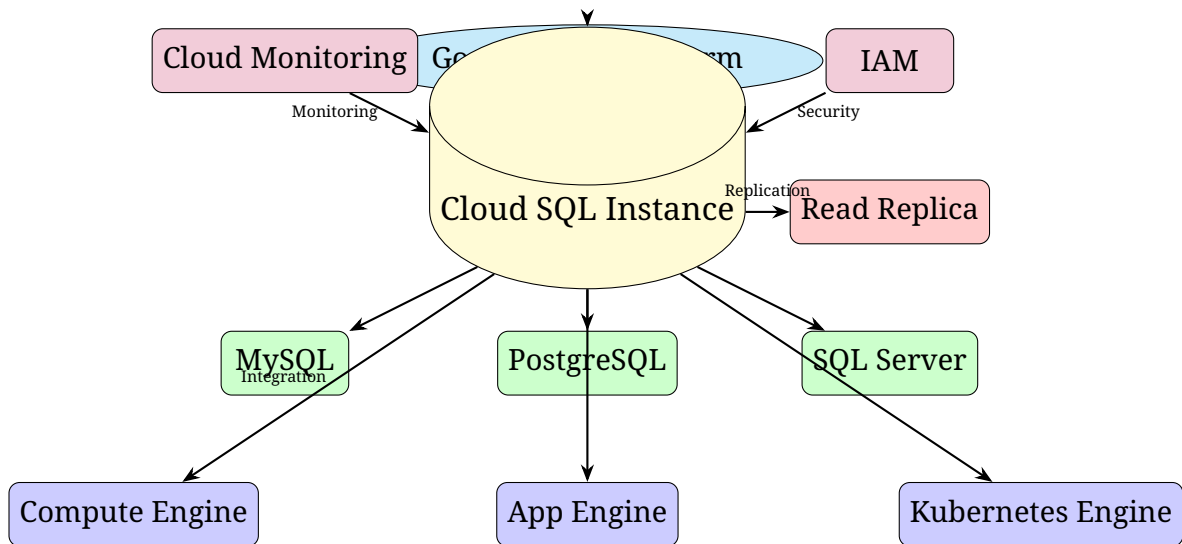 Cloud Monitoring
IAM
Monitoring
Security
Replication
Cloud SQL Instance
Read Replica
MySQL
PostgreSQL
SQL Server
Integration
Compute Engine
App Engine
Kubernetes Engine